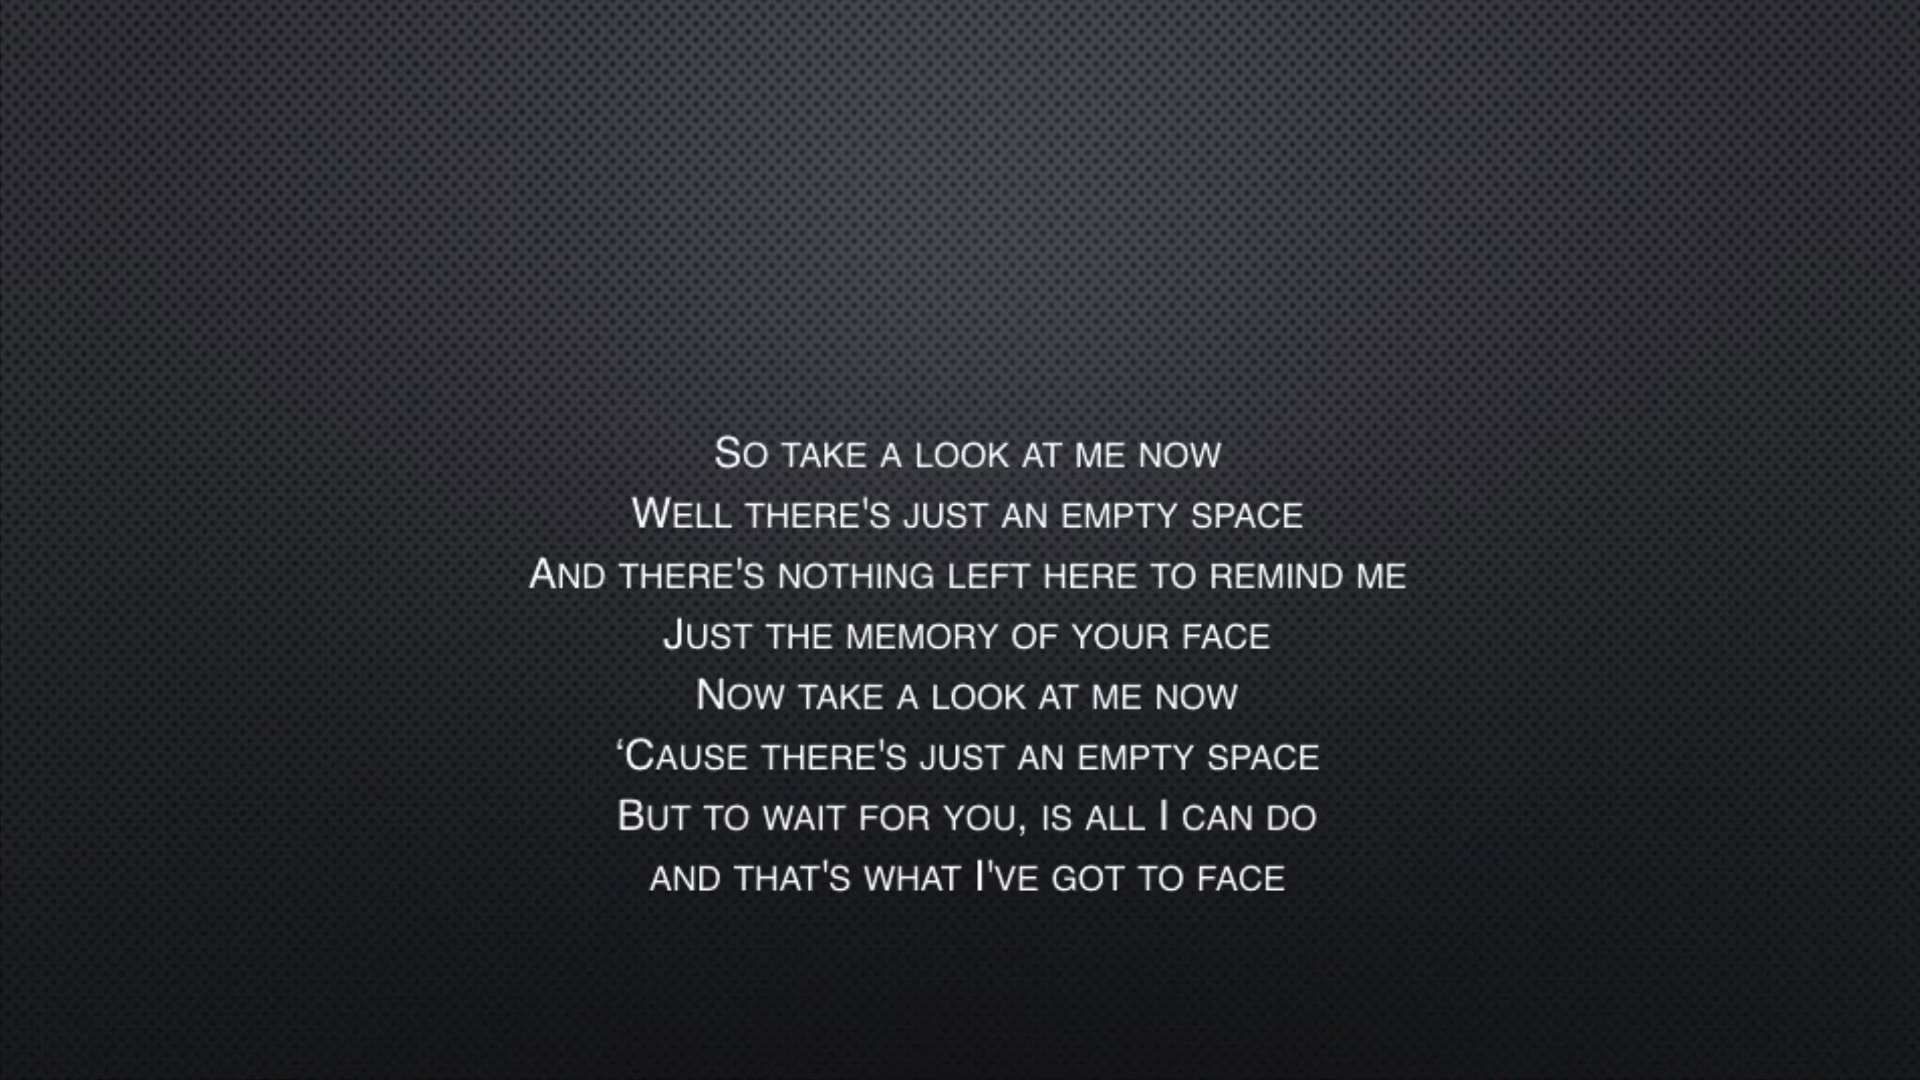 So take a look at me now
Well there's just an empty space
And there's nothing left here to remind me
Just the memory of your face
Now take a look at me now
‘Cause there's just an empty space
But to wait for you, is all I can do
and that's what I've got to face